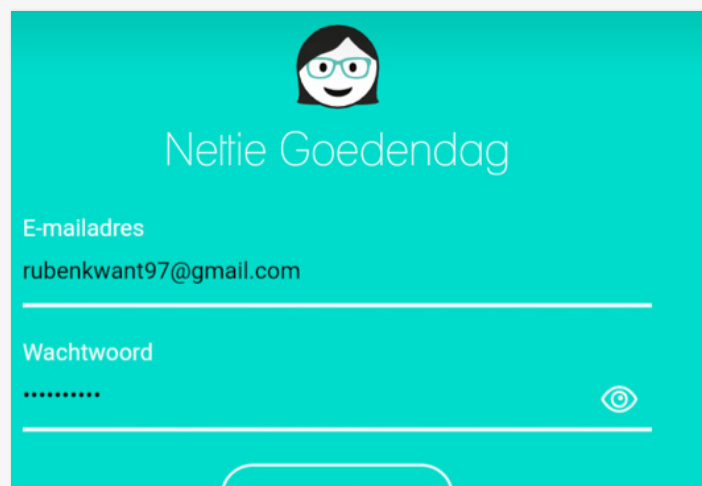 Nettie Goedendag
E-mailadres
rubenkwant97@gmail.com
Wachtwoord
••••••••••